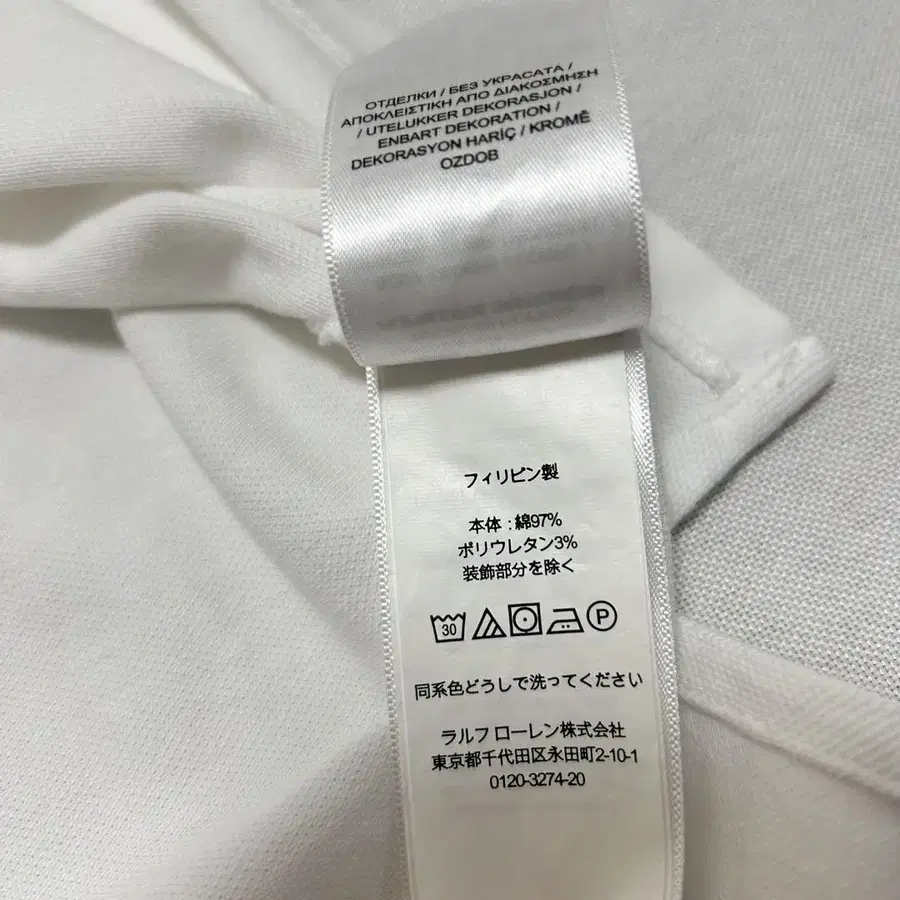 ОТДЕЛКИ / БЕЗ УКРАСАТА /
ΑΠΟΚΛΕΙΣΤΙΚΗ ΑΠΟ ΔΙΑΚΟΣΜΗΣΗ
/ UTELUKKER DEKORASJON /
ENBART DEKORATION /
DEKORASYON HARİÇ / KROMĚ
OZDOB
フィリピン製
本体 : 綿97%
ポリウレタン3%
装飾部分を除く
30 P
同系色どうしで洗ってください
ラルフ ローレン株式会社
東京都千代田区永田町2-10-1
0120-3274-20